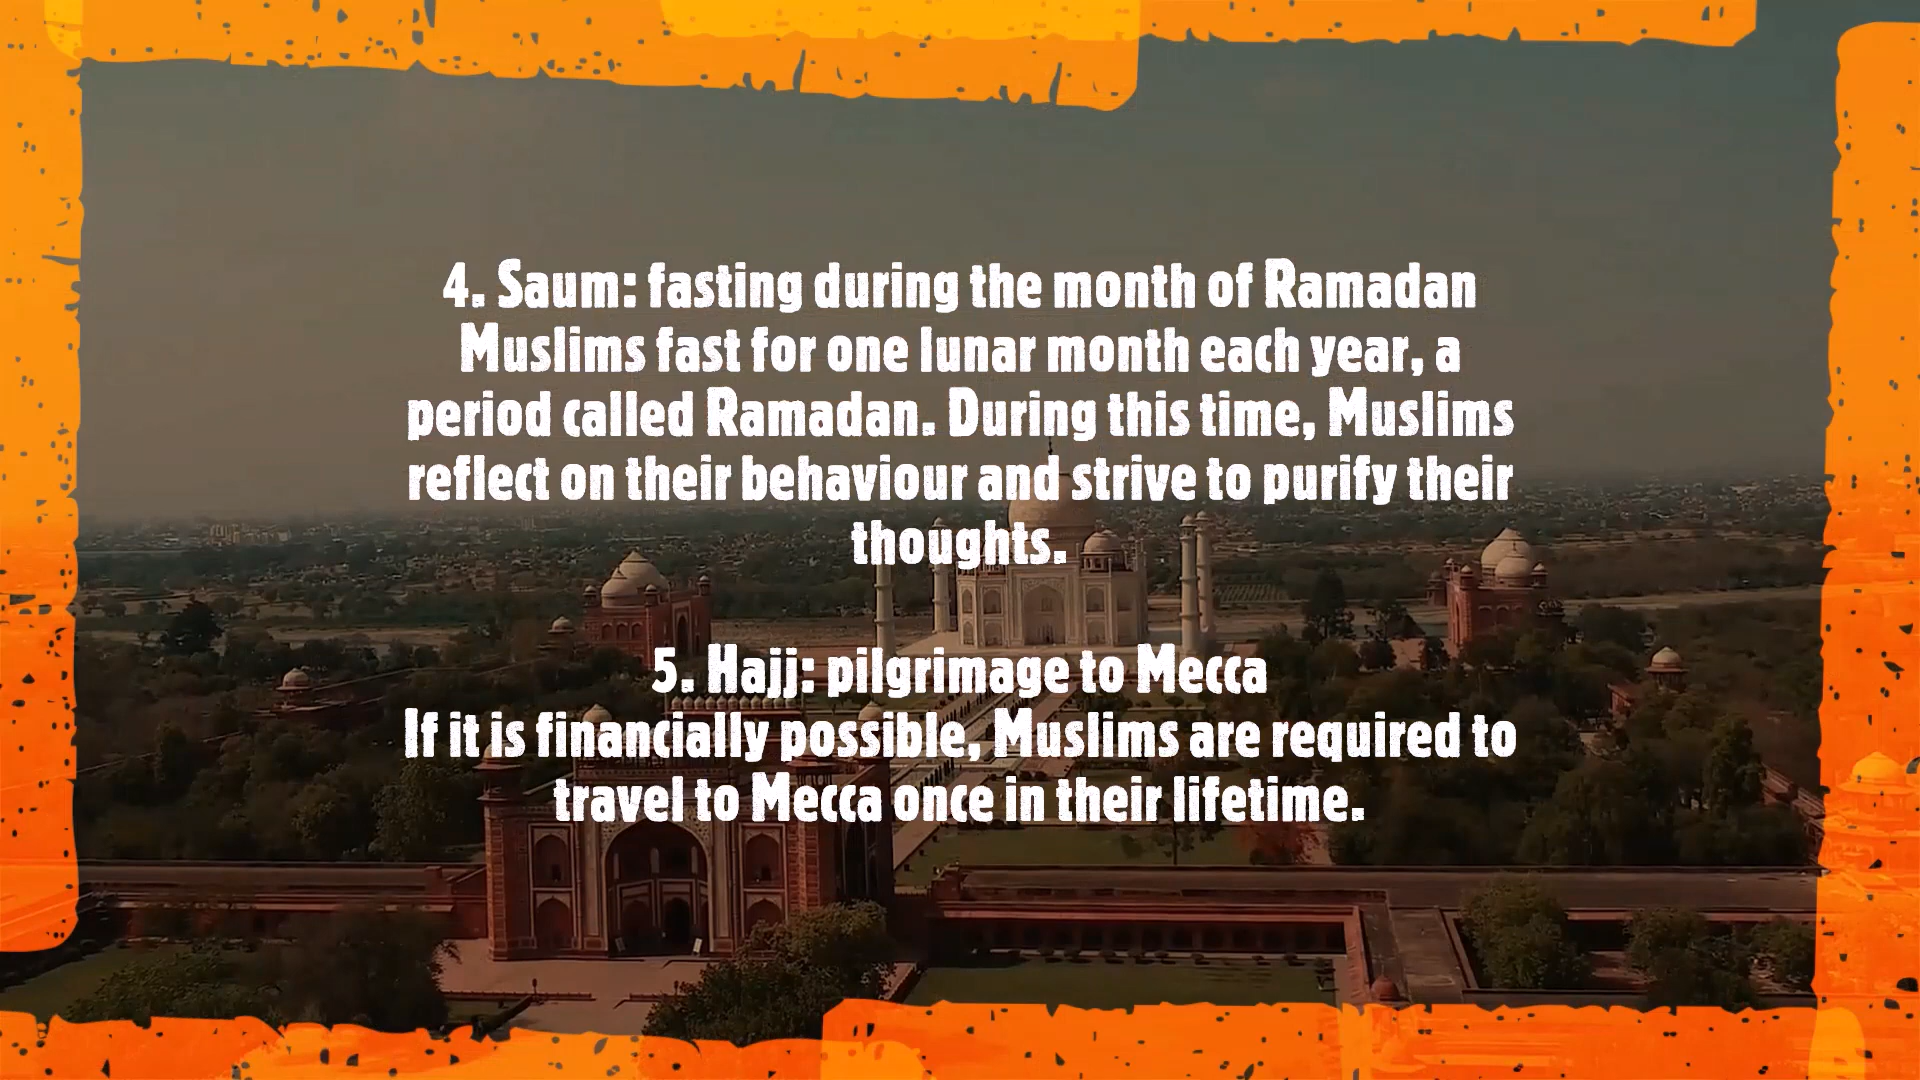 4. Saum: fasting during the month of Ramadan
Muslims fast for one lunar month each year, a
period called Ramadan. During this time, Muslims
reflect on their behaviour and strive to purify their
thoughts.
5. Hajj: pilgrimage to Mecca
If it is financially possible, Muslims are required to
travel to Mecca once in their lifetime.